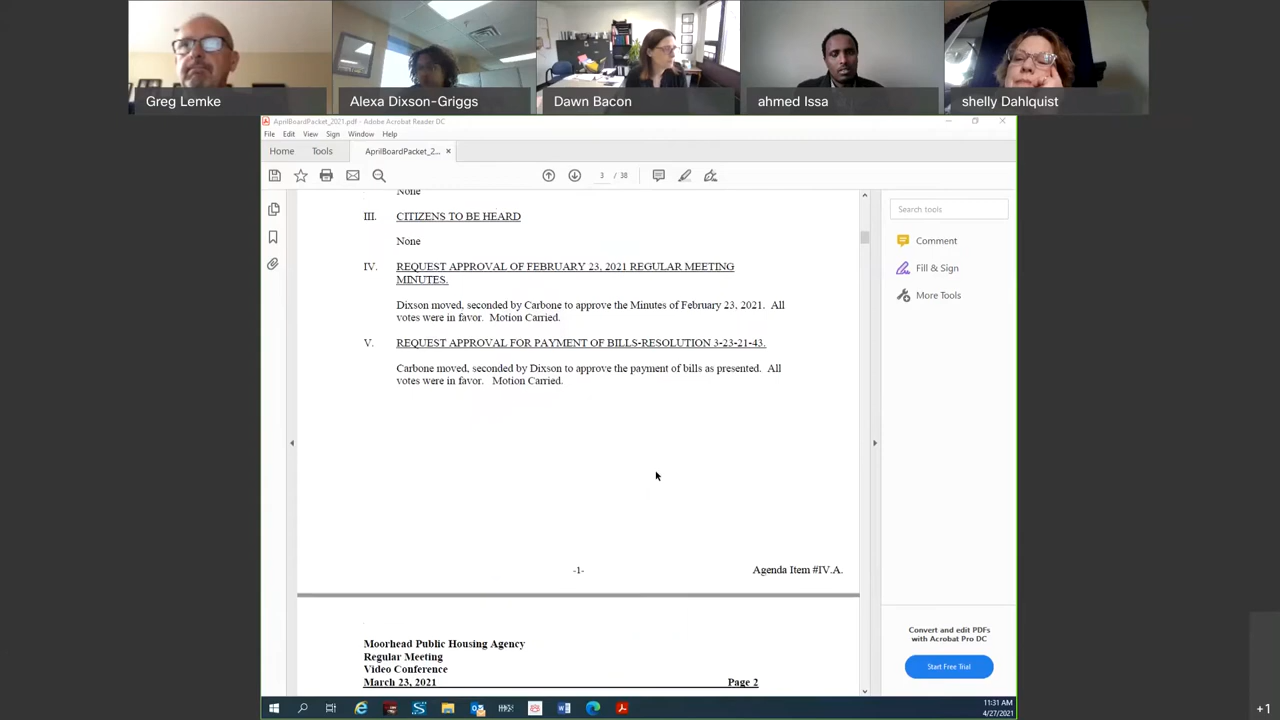 Greg Lemke
Alexa Dixson-Griggs
Dawn Bacon
ahmed Issa
shelly Dahlquist
AprilBoardPacket_2021.pdf - Adobe Acrobat Reader DC
File Edit View Sign Window Help
Home Tools AprilBoardPacket_2... ×
3 / 38
None
III. CITIZENS TO BE HEARD
None
IV. REQUEST APPROVAL OF FEBRUARY 23, 2021 REGULAR MEETING
MINUTES.
Dixson moved, seconded by Carbone to approve the Minutes of February 23, 2021. All
votes were in favor. Motion Carried.
V. REQUEST APPROVAL FOR PAYMENT OF BILLS-RESOLUTION 3-23-21-43.
Carbone moved, seconded by Dixson to approve the payment of bills as presented. All
votes were in favor. Motion Carried.
-1- Agenda Item #IV.A.
Moorhead Public Housing Agency
Regular Meeting
Video Conference
March 23, 2021 Page 2
Search tools
Comment
Fill & Sign
More Tools
Convert and edit PDFs
with Acrobat Pro DC
Start Free Trial
11:31 AM
4/27/2021
+1